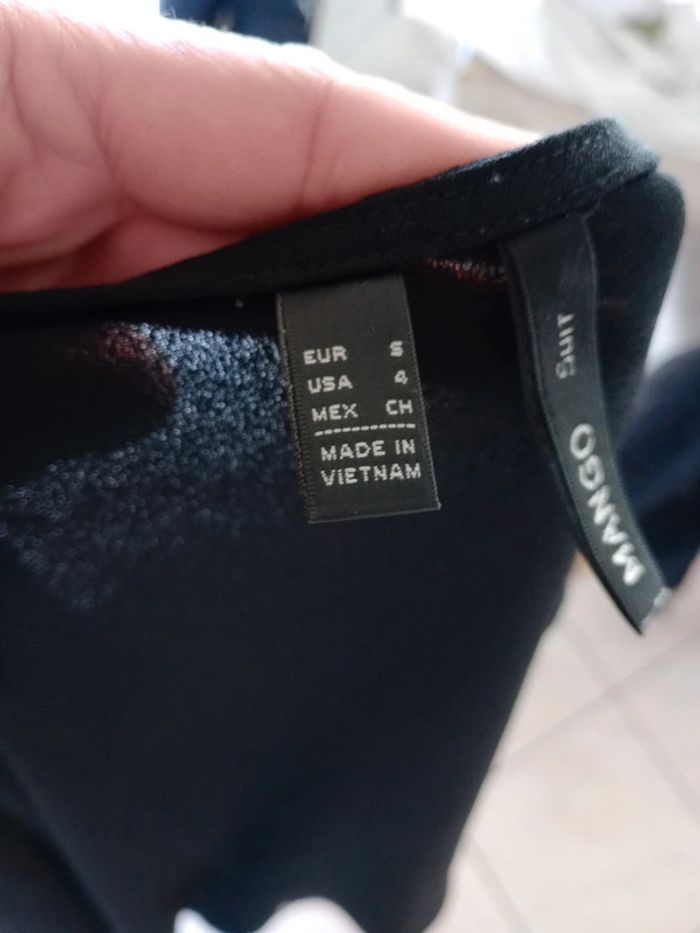 EUR S
USA 4
MEX CH
MADE IN
VIETNAM
SUIT
MANGO